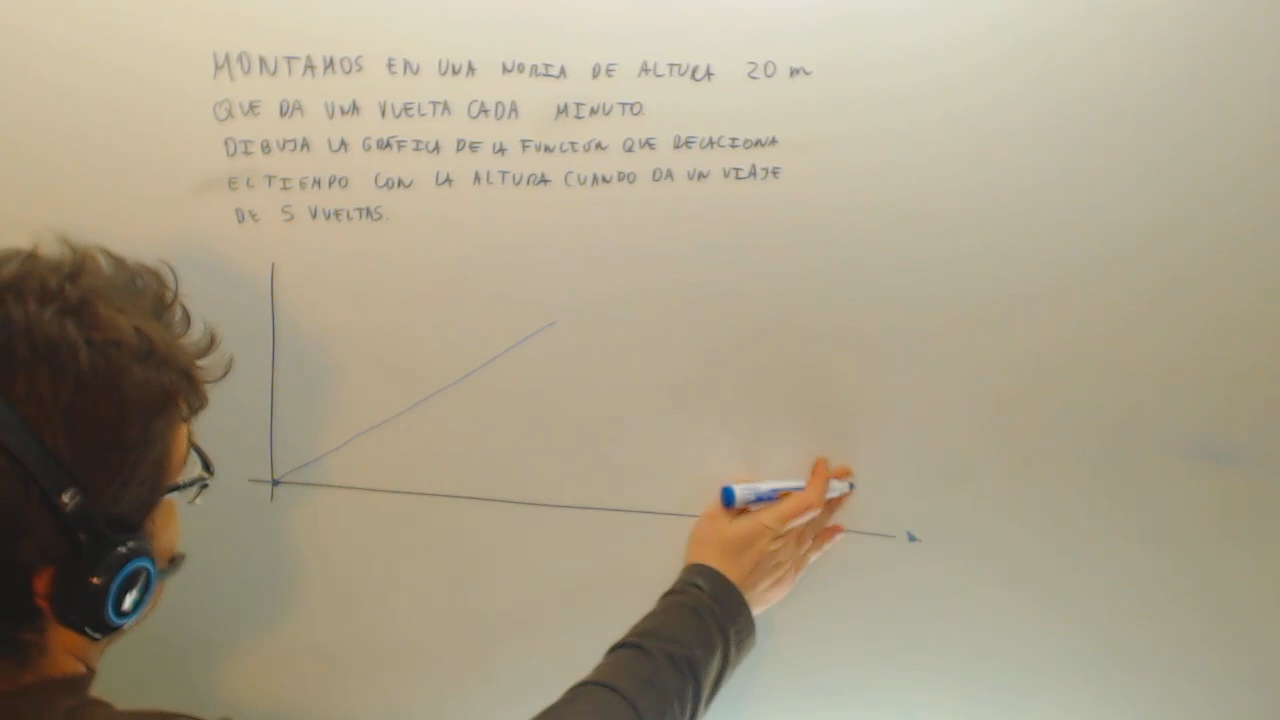 MONTAMOS EN UNA NORIA DE ALTURA 20 m
QUE DA UNA VUELTA CADA MINUTO.
DIBUJA LA GRÁFICA DE LA FUNCIÓN QUE RELACIONA
EL TIEMPO CON LA ALTURA CUANDO DA UN VIAJE
DE 5 VUELTAS.